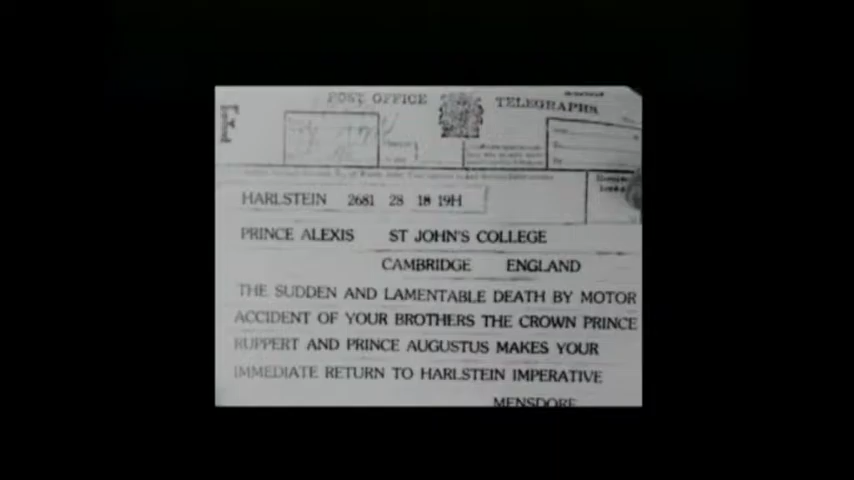 POST OFFICE TELEGRAPHS
F
HARLSTEIN 2681 28 18 19H
PRINCE ALEXIS ST JOHN'S COLLEGE
CAMBRIDGE ENGLAND
THE SUDDEN AND LAMENTABLE DEATH BY MOTOR
ACCIDENT OF YOUR BROTHERS THE CROWN PRINCE
RUPPERT AND PRINCE AUGUSTUS MAKES YOUR
IMMEDIATE RETURN TO HARLSTEIN IMPERATIVE
MENSDORF